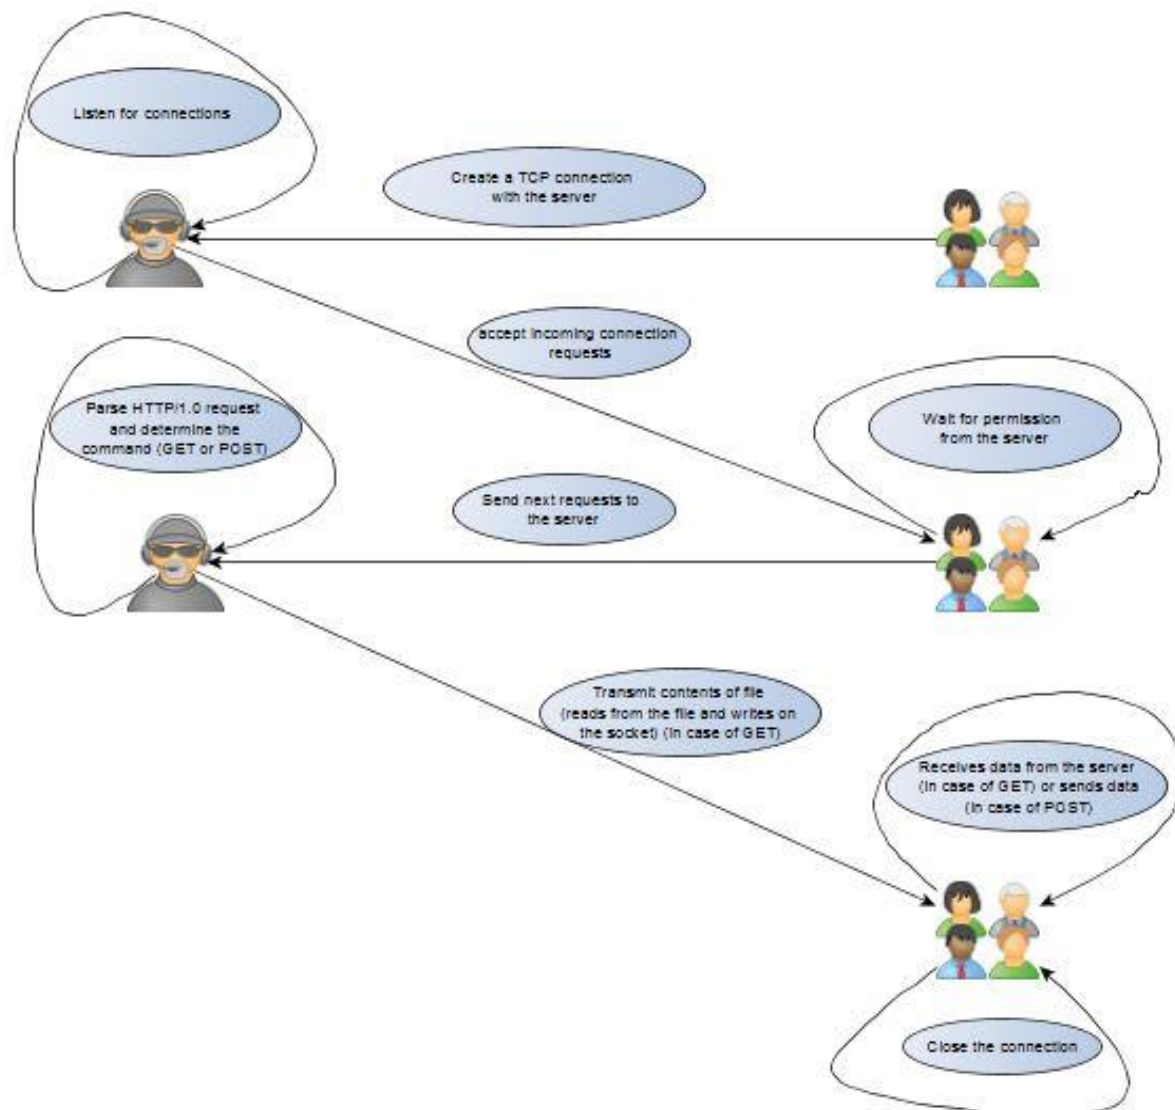 Listen for connections
Create a TCP connection
with the server
accept incoming connection
requests
Parse HTTP/1.0 request
and determine the
command (GET or POST)
Wait for permission
from the server
Send next requests to
the server
Transmit contents of file
(reads from the file and writes on
the socket) (in case of GET)
Receives data from the server
(in case of GET) or sends data
(in case of POST)
Close the connection